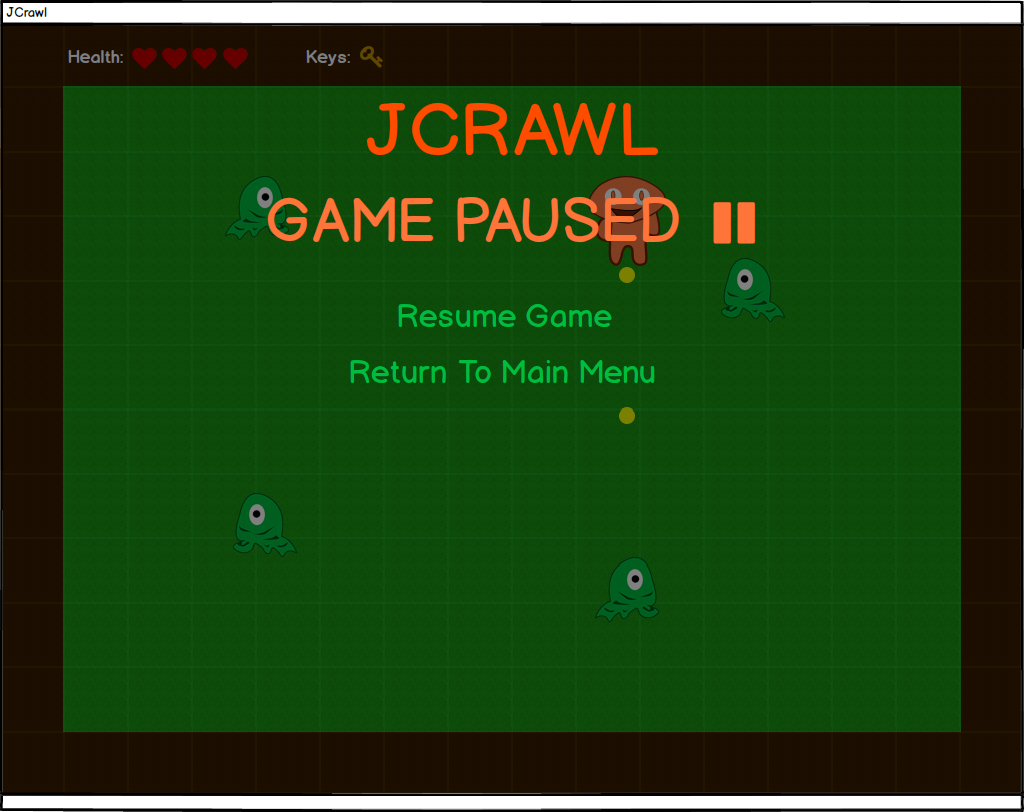 JCrawl
Health: Keys:
JCRAWL
GAME PAUSED
Resume Game
Return To Main Menu